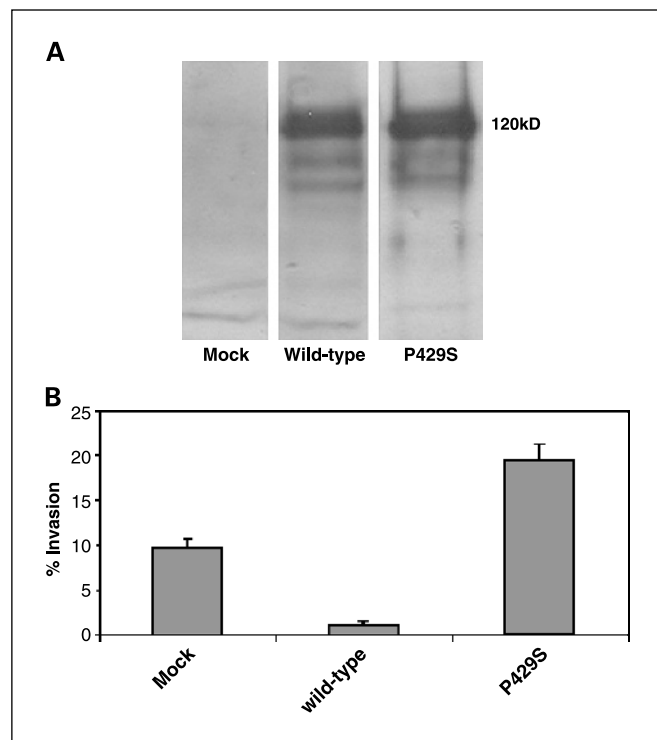 A
120kD
Mock Wild-type P429S
B
25
20
15
10
5
0
% Invasion
Mock
wild-type
P429S